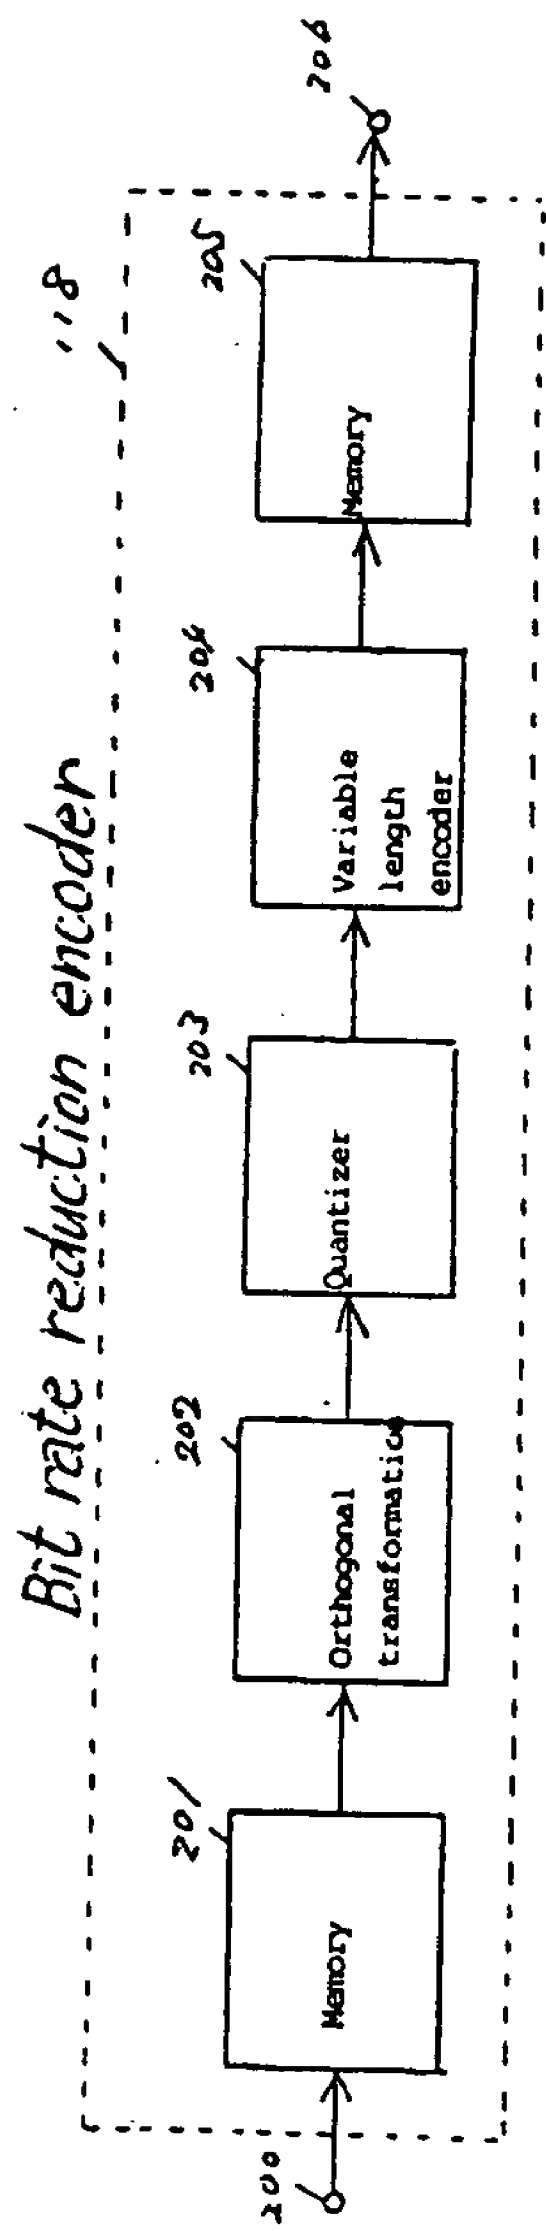 Bit rate reduction encoder
118
200
201
Memory
202
Orthogonal
transformation
203
Quantizer
204
Variable
length
encoder
205
Memory
206